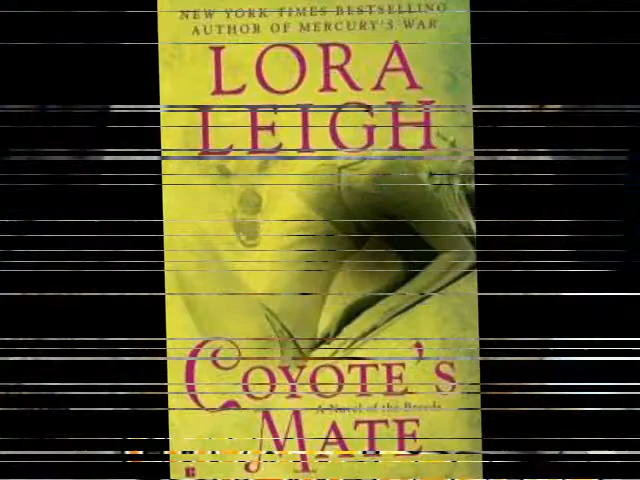 NEW YORK TIMES BESTSELLING
AUTHOR OF MERCURY'S WAR
LORA
LEIGH
COYOTE'S
A Novel of the Breeds
MATE